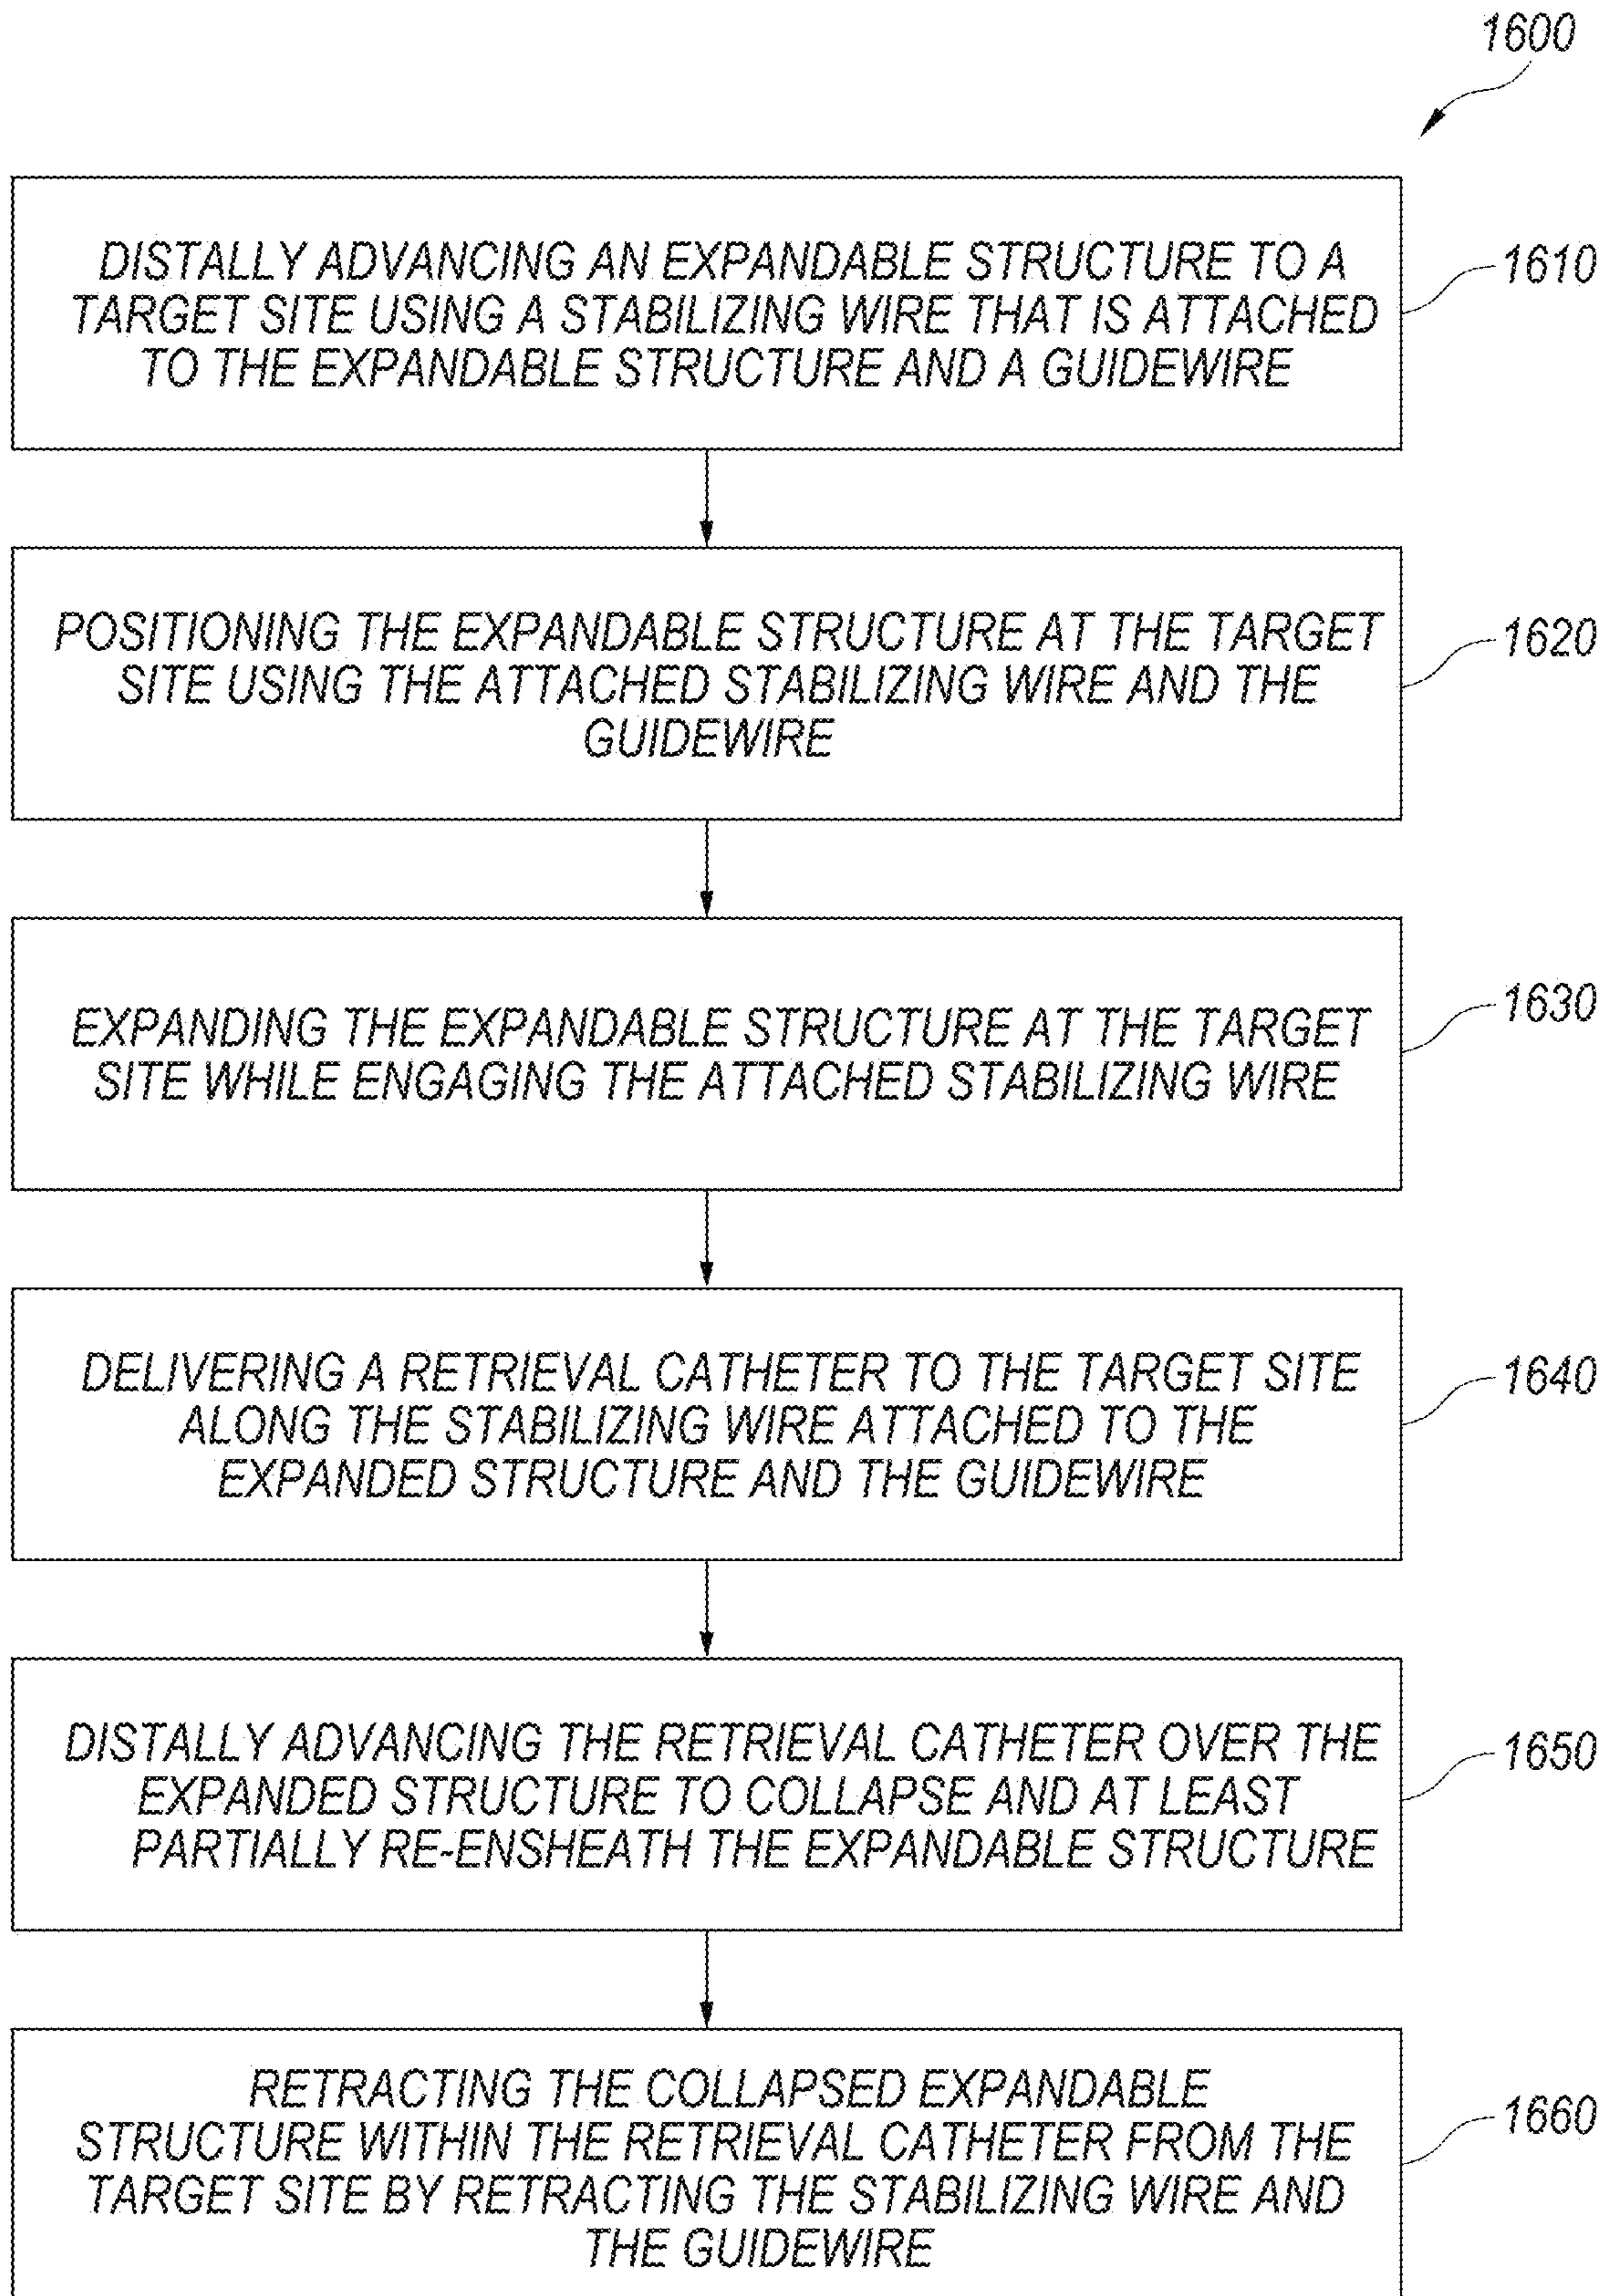 1600
DISTALLY ADVANCING AN EXPANDABLE STRUCTURE TO A
TARGET SITE USING A STABILIZING WIRE THAT IS ATTACHED
TO THE EXPANDABLE STRUCTURE AND A GUIDEWIRE
1610
POSITIONING THE EXPANDABLE STRUCTURE AT THE TARGET
SITE USING THE ATTACHED STABILIZING WIRE AND THE
GUIDEWIRE
1620
EXPANDING THE EXPANDABLE STRUCTURE AT THE TARGET
SITE WHILE ENGAGING THE ATTACHED STABILIZING WIRE
1630
DELIVERING A RETRIEVAL CATHETER TO THE TARGET SITE
ALONG THE STABILIZING WIRE ATTACHED TO THE
EXPANDED STRUCTURE AND THE GUIDEWIRE
1640
DISTALLY ADVANCING THE RETRIEVAL CATHETER OVER THE
EXPANDED STRUCTURE TO COLLAPSE AND AT LEAST
PARTIALLY RE-ENSHEATH THE EXPANDABLE STRUCTURE
1650
RETRACTING THE COLLAPSED EXPANDABLE
STRUCTURE WITHIN THE RETRIEVAL CATHETER FROM THE
TARGET SITE BY RETRACTING THE STABILIZING WIRE AND
THE GUIDEWIRE
1660